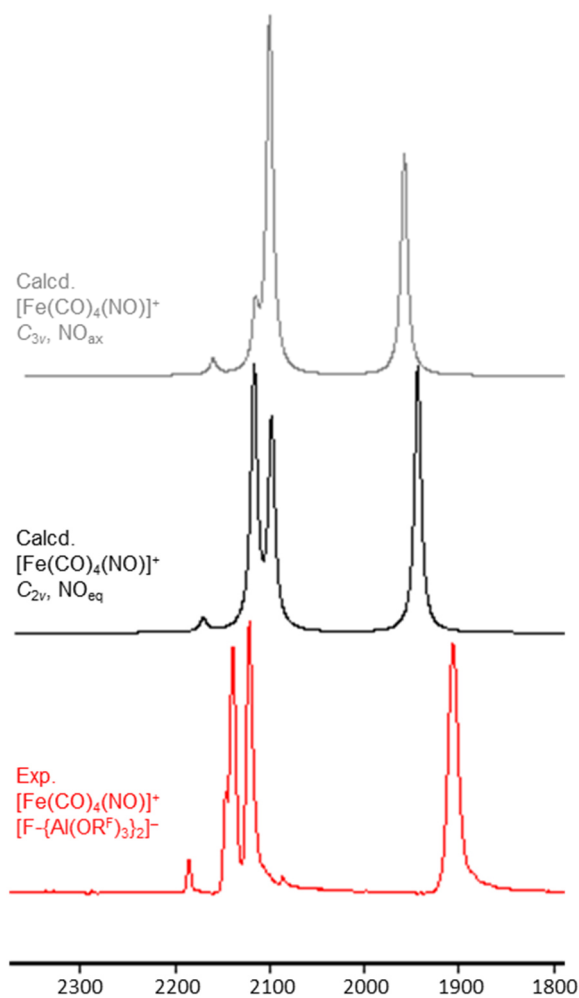 Calcd.
[Fe(CO)₄(NO)]⁺
C₃ᵥ, NOₐₓ
Calcd.
[Fe(CO)₄(NO)]⁺
C₂ᵥ, NOeq
Exp.
[Fe(CO)₄(NO)]⁺
[F-{Al(ORᶠ)₃}₂]⁻
2300 2200 2100 2000 1900 1800